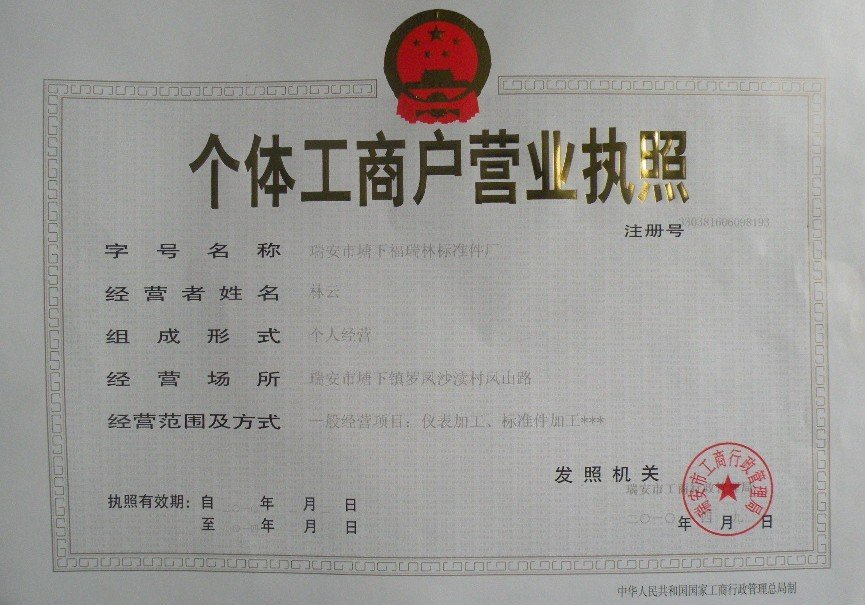 个体工商户营业执照
注册号 330381606098193
字号名称 瑞安市塘下福瑞林标准件厂
经营者姓名 林云
组成形式 个人经营
经营场所 瑞安市塘下镇罗凤沙渎村凤山路
经营范围及方式 一般经营项目：仪表加工、标准件加工***
发照机关
瑞安市工商行政管理局
执照有效期：自 年 月 日
至 年 月 日
二〇一〇年 四月 日
中华人民共和国国家工商行政管理总局制